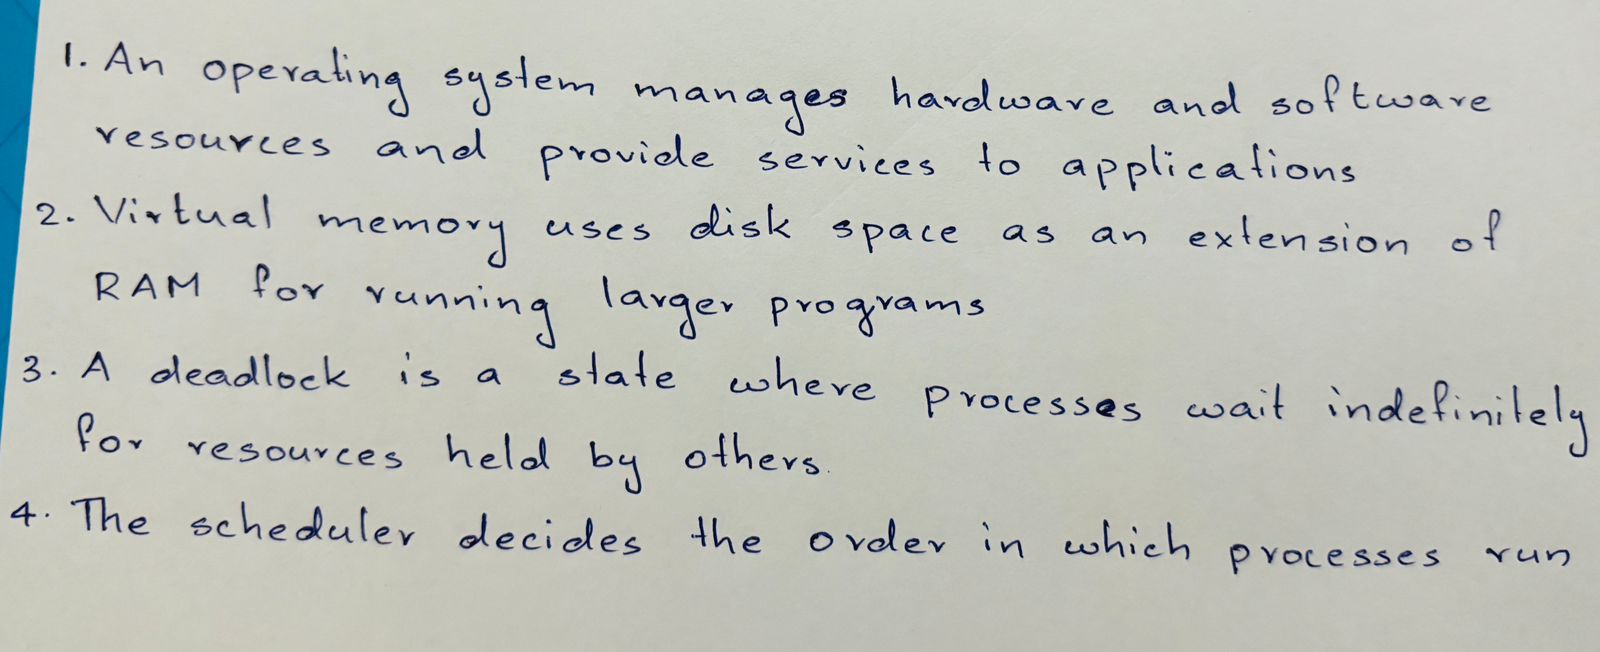 1. An operating system manages hardware and software
resources and provide services to applications
2. Virtual memory uses disk space as an extension of
RAM for running larger programs
3. A deadlock is a state where processes wait indefinitely
for resources held by others.
4. The scheduler decides the order in which processes run